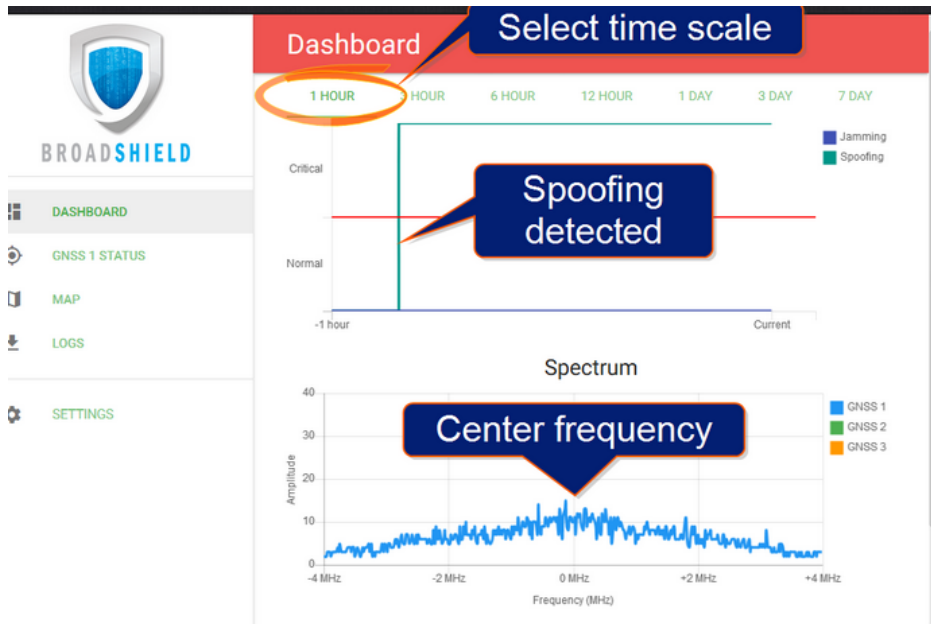 Select time scale
Dashboard
BROADSHIELD
DASHBOARD
GNSS 1 STATUS
MAP
LOGS
SETTINGS
1 HOUR
HOUR
6 HOUR
12 HOUR
1 DAY
3 DAY
7 DAY
Jamming
Spoofing
Critical
Spoofing
detected
Normal
-1 hour
Current
Spectrum
40
30
20
10
0
Amplitude
Center frequency
GNSS 1
GNSS 2
GNSS 3
-4 MHz
-2 MHz
0 MHz
+2 MHz
+4 MHz
Frequency (MHz)